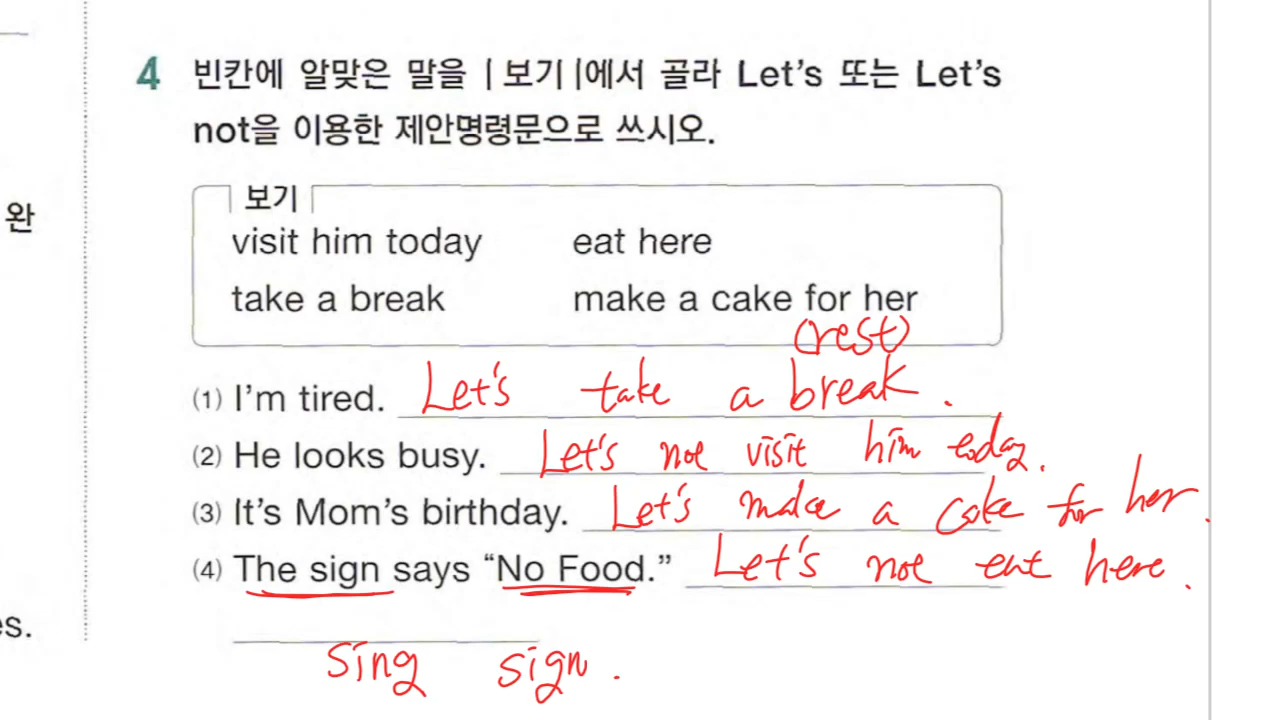 4 빈칸에 알맞은 말을 | 보기 |에서 골라 Let's 또는 Let's
not을 이용한 제안명령문으로 쓰시오.
완
보기
visit him today eat here
take a break make a cake for her
(rest)
(1) I'm tired. Let's take a break.
(2) He looks busy. Let's not visit him today.
(3) It's Mom's birthday. Let's make a cake for her.
(4) The sign says “No Food.” Let's not eat here.
es.
sing sign.